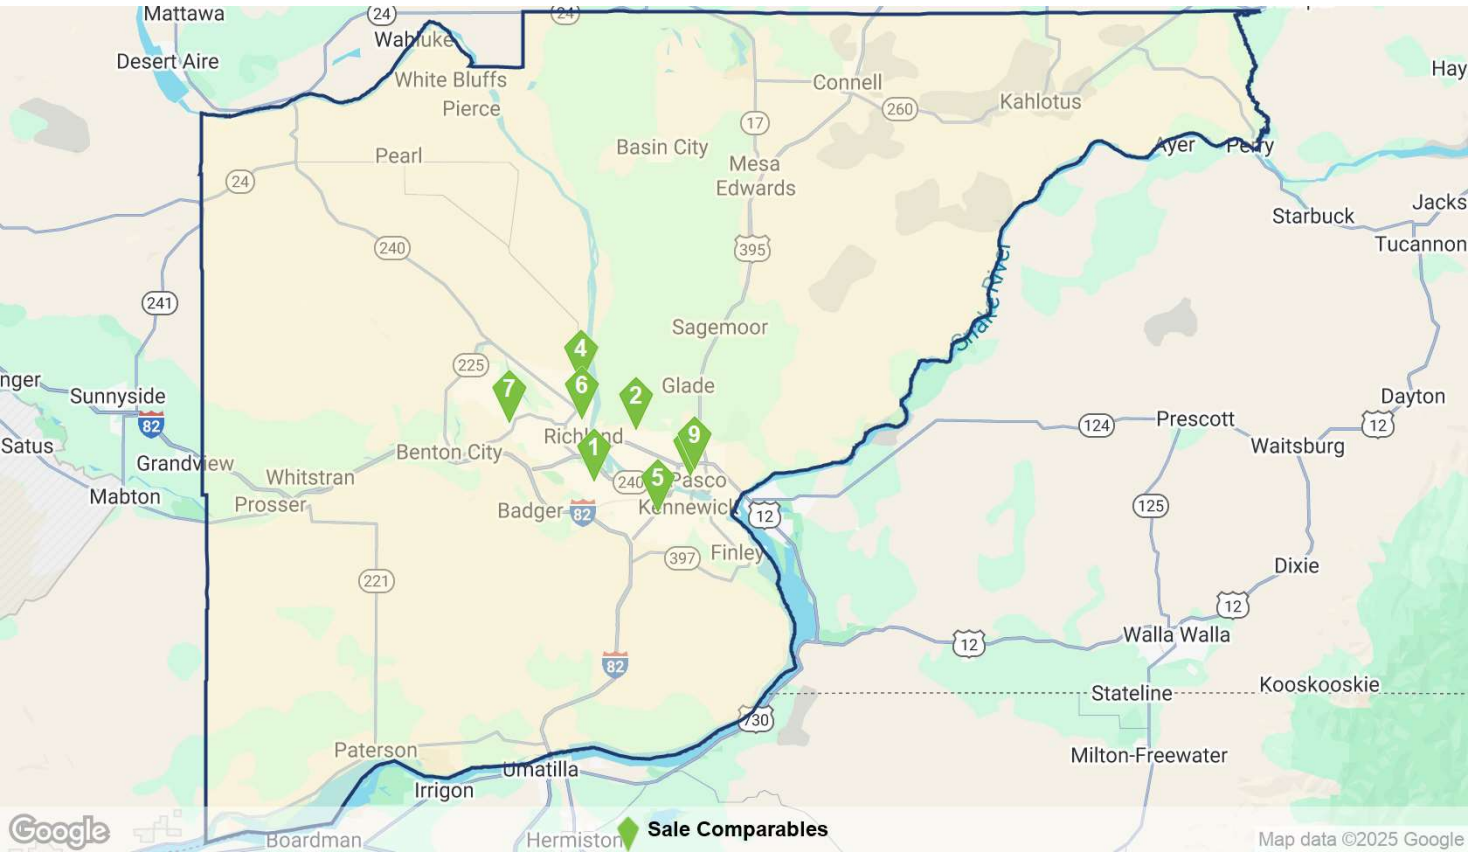 Mattawa
24
24
Wahluke
Desert Aire
White Bluffs
Connell
Hay
Pierce
260
Kahlotus
17
Basin City
Ayer
Perry
Pearl
Mesa
Edwards
24
Jacks
Starbuck
Tucannon
240
395
Snake River
241
Sagemoor
4
225
nger
7
6
2
Glade
Sunnyside
Dayton
82
Prescott
12
124
Richland
9
Satus
1
Waitsburg
Benton City
Grandview
Whitstran
5
240
Pasco
Mabton
Prosser
Badger
82
Kennewick
12
125
397
Finley
Dixie
221
12
Walla Walla
12
82
Kooskooskie
Stateline
730
Paterson
Milton-Freewater
Umatilla
Irrigon
Google
Boardman
Hermiston
Sale Comparables
Map data ©2025 Google